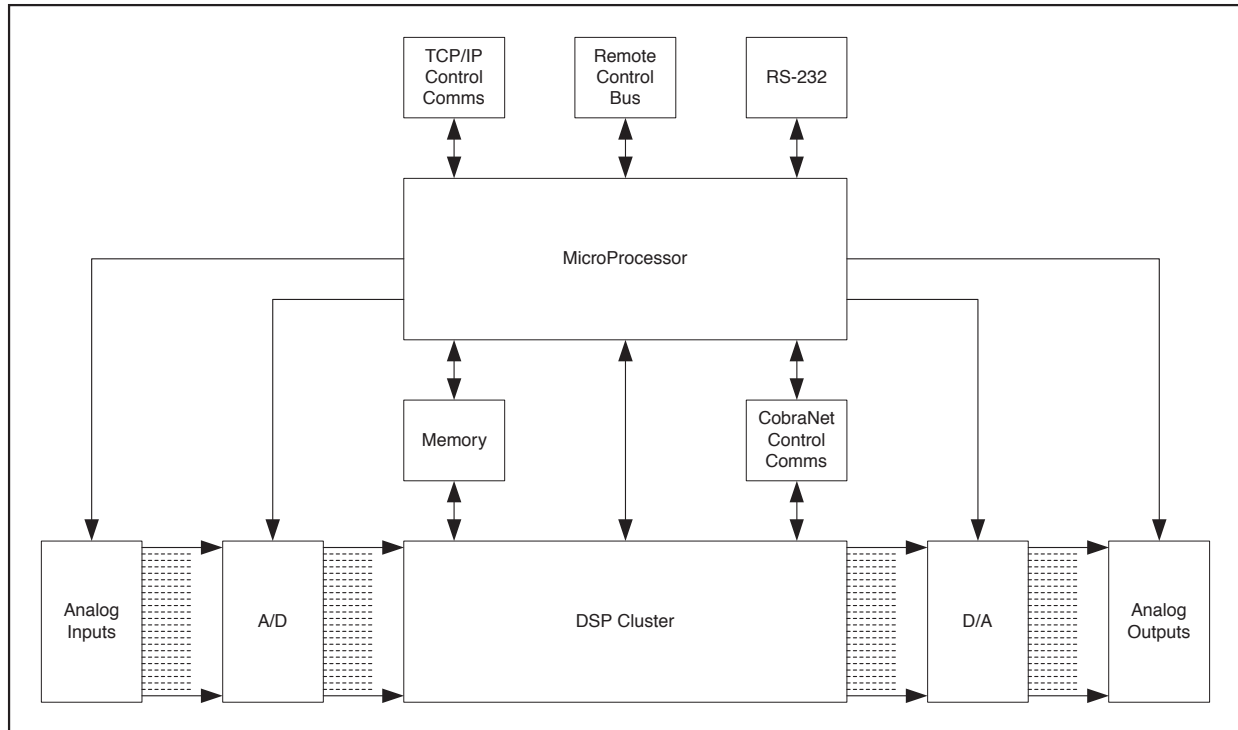 TCP/IP
Control
Comms
Remote
Control
Bus
RS-232
MicroProcessor
Memory
CobraNet
Control
Comms
Analog
Inputs
A/D
DSP Cluster
D/A
Analog
Outputs